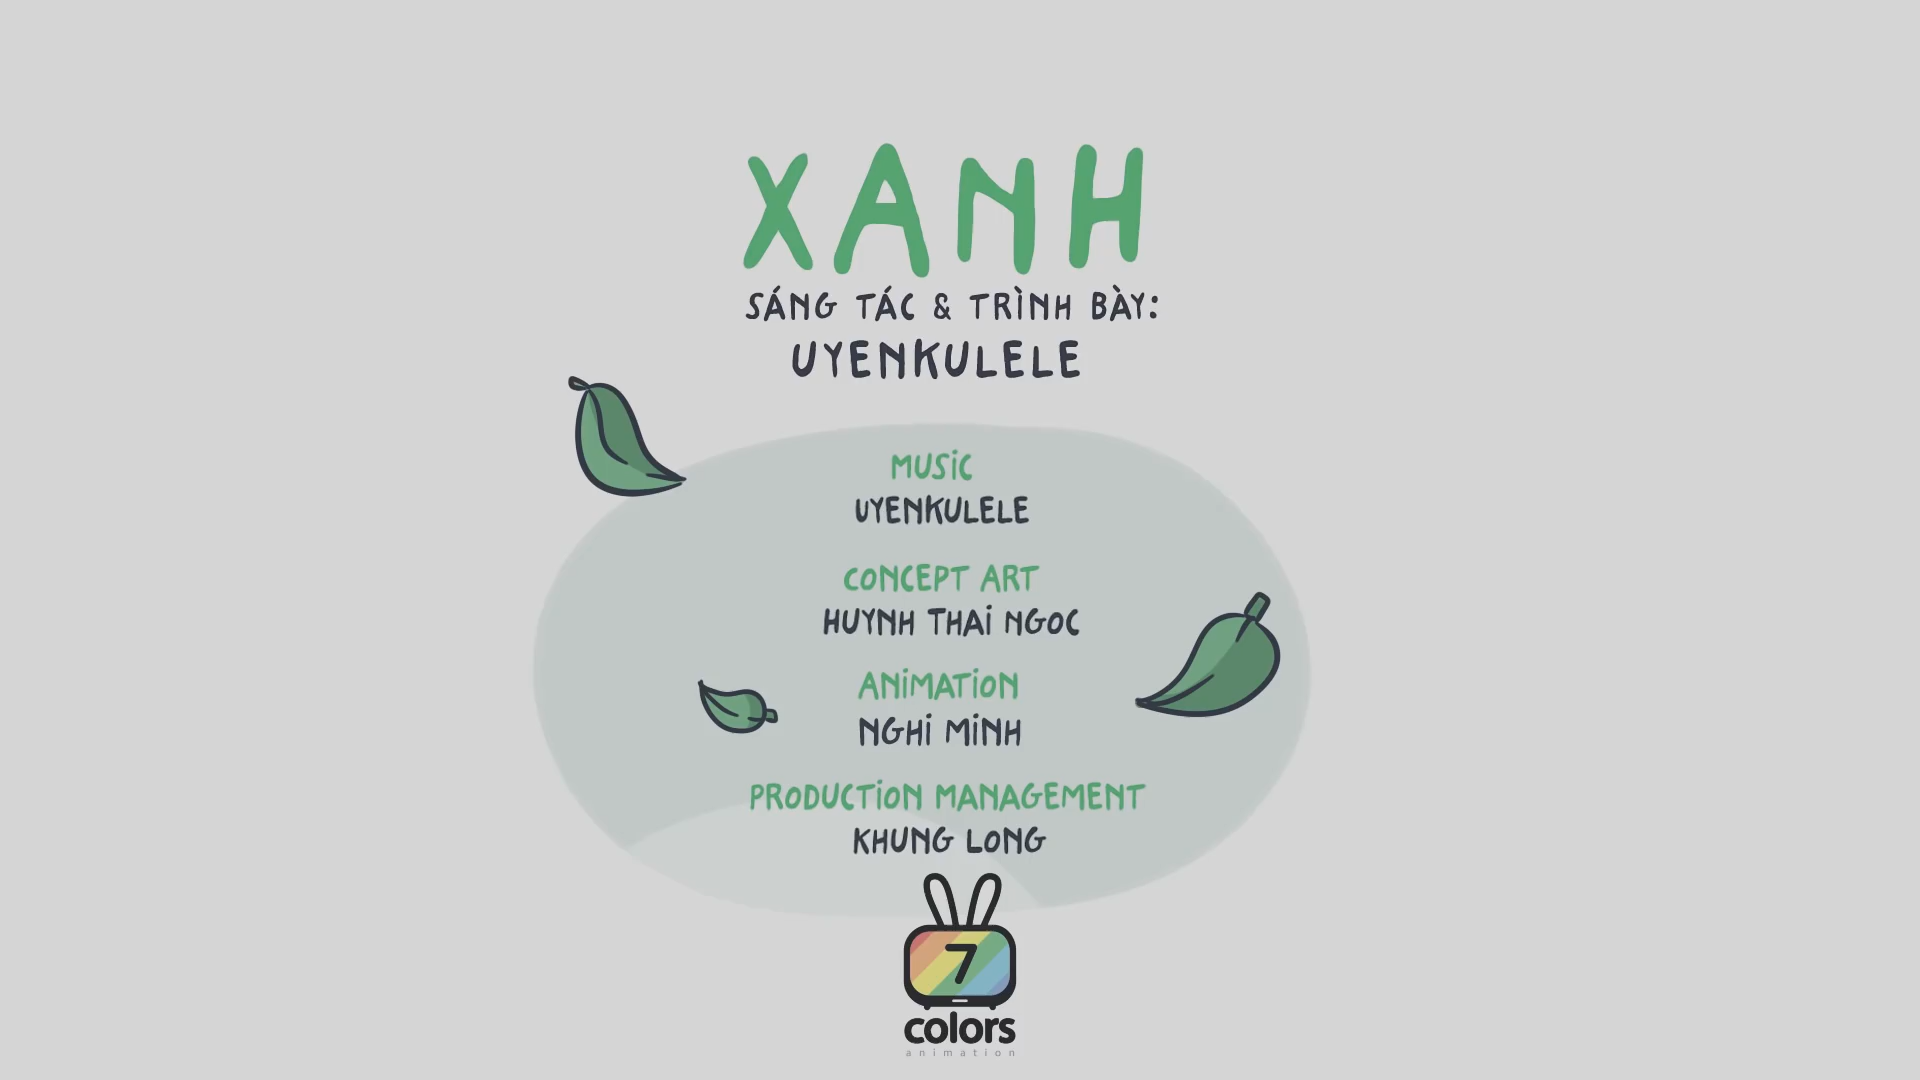 XANH
SÁNG TÁC & TRÌNH BÀY:
UYENKULELE
MUSiC
UYENKULELE
CONCEPT ART
HUYNH THAi NGOC
ANiMATiON
NGHi MiNH
PRODUCTiON MANAGEMENT
KHUNG LONG
7
colors
animation